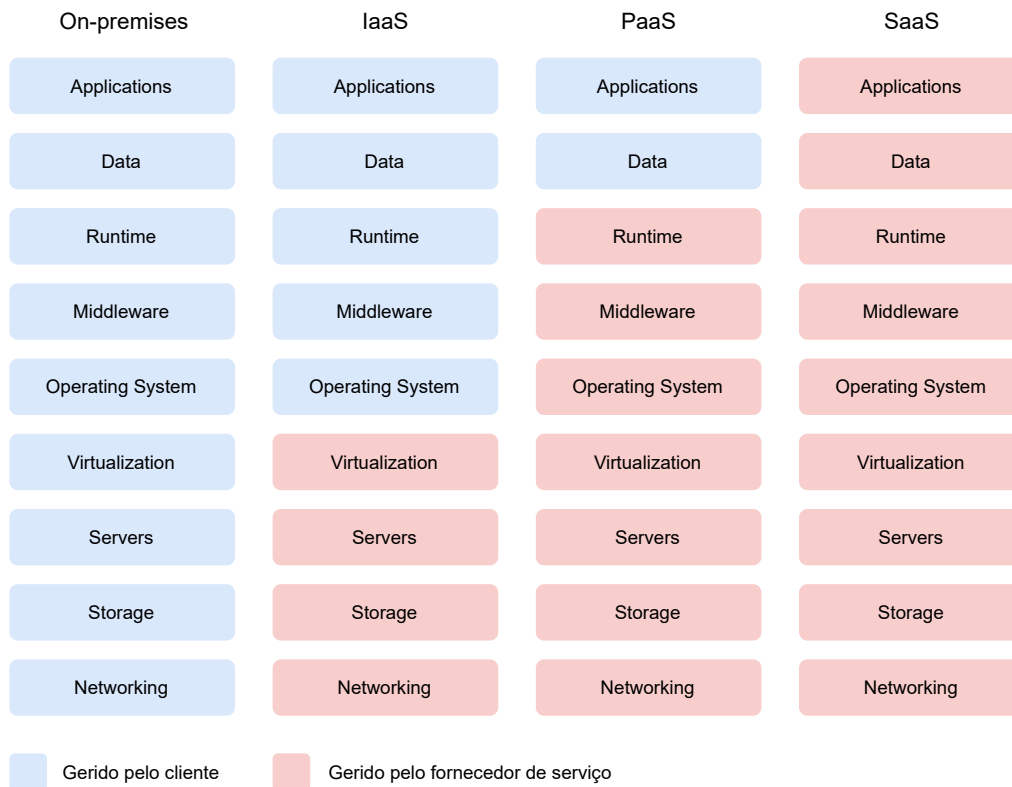 On-premises IaaS PaaS SaaS
Applications Applications Applications Applications
Data Data Data Data
Runtime Runtime Runtime Runtime
Middleware Middleware Middleware Middleware
Operating System Operating System Operating System Operating System
Virtualization Virtualization Virtualization Virtualization
Servers Servers Servers Servers
Storage Storage Storage Storage
Networking Networking Networking Networking
Gerido pelo cliente Gerido pelo fornecedor de serviço